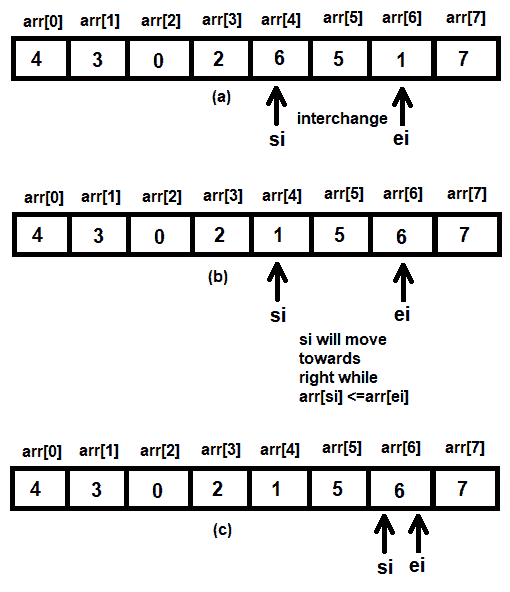 arr[0] arr[1] arr[2] arr[3] arr[4] arr[5] arr[6] arr[7]
4 3 0 2 6 5 1 7
(a)
interchange
si ei
arr[0] arr[1] arr[2] arr[3] arr[4] arr[5] arr[6] arr[7]
4 3 0 2 1 5 6 7
(b)
si ei
si will move
towards
right while
arr[si] <=arr[ei]
arr[0] arr[1] arr[2] arr[3] arr[4] arr[5] arr[6] arr[7]
4 3 0 2 1 5 6 7
(c)
si ei